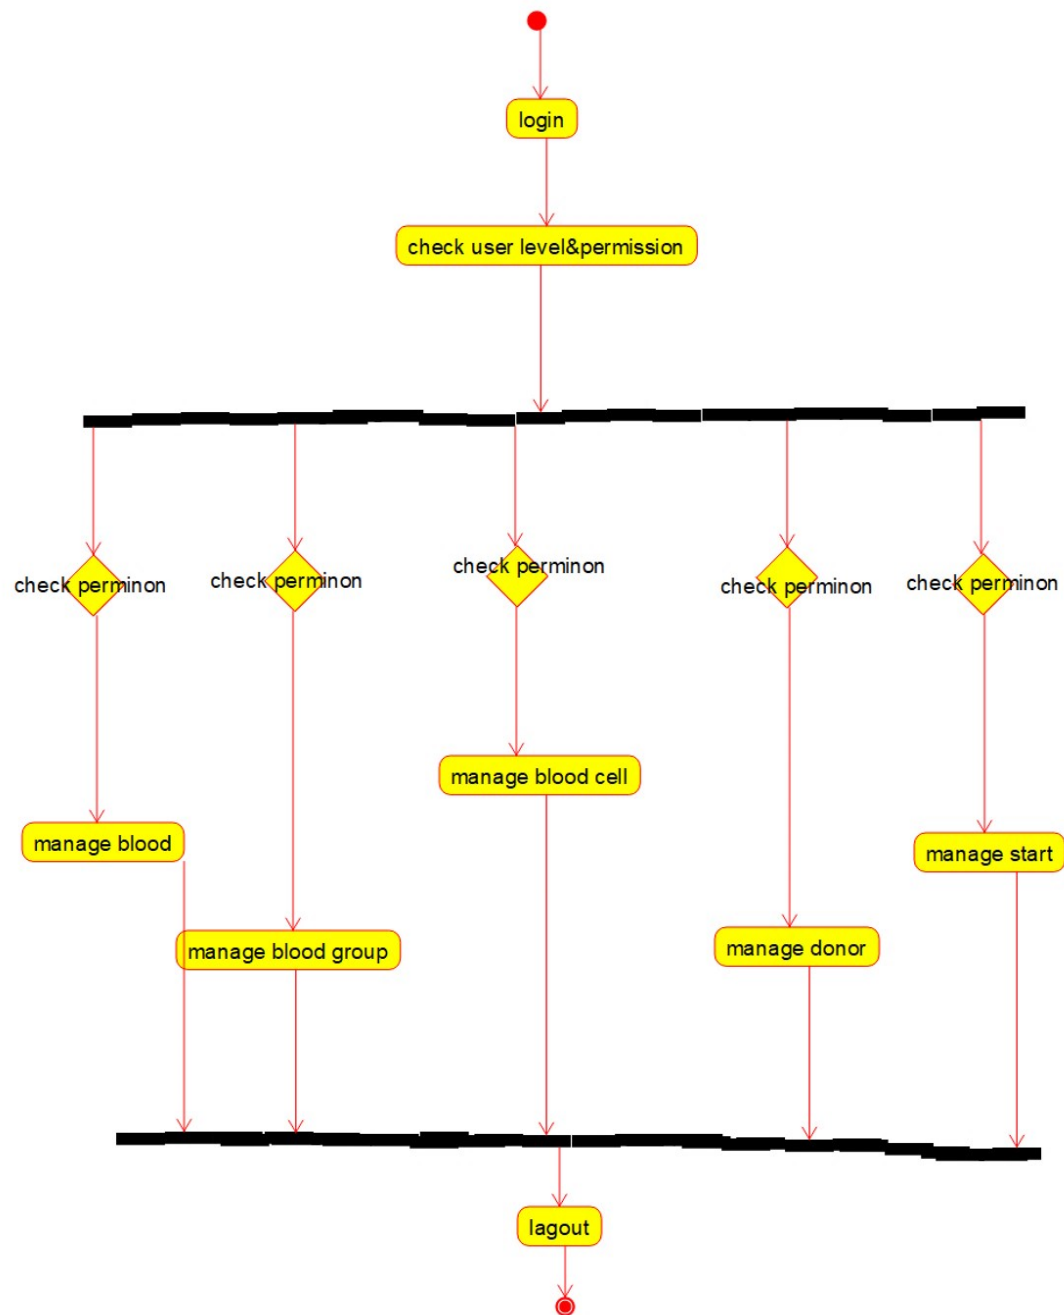 login
check user level&permission
check perminon
check perminon
check perminon
check perminon
check perminon
manage blood cell
manage blood
manage start
manage blood group
manage donor
lagout